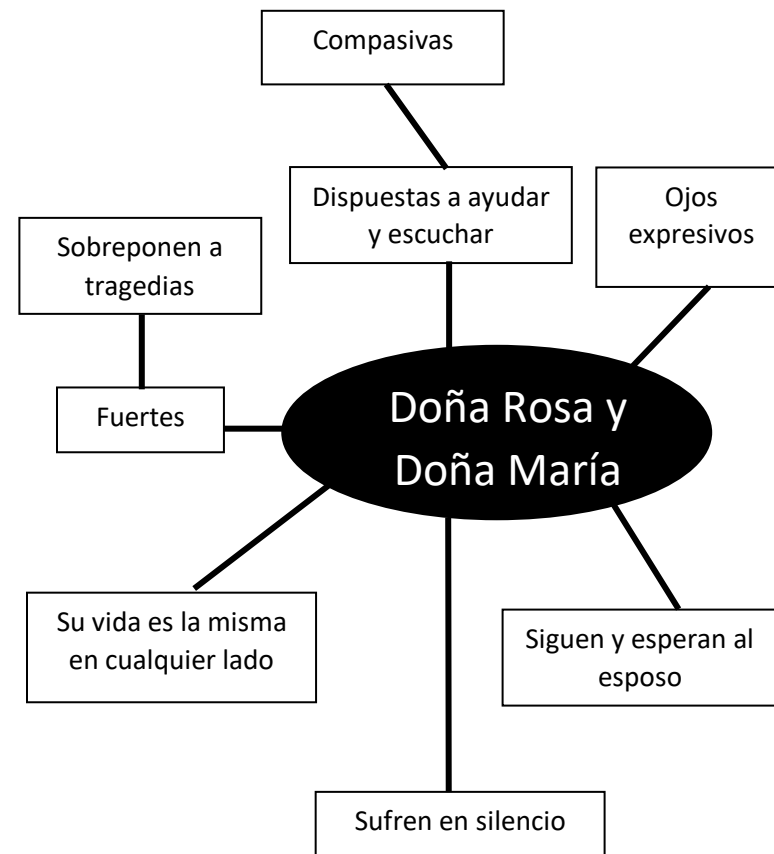 Compasivas
Dispuestas a ayudar
y escuchar
Ojos
expresivos
Sobreponen a
tragedias
Fuertes
Doña Rosa y
Doña María
Su vida es la misma
en cualquier lado
Siguen y esperan al
esposo
Sufren en silencio